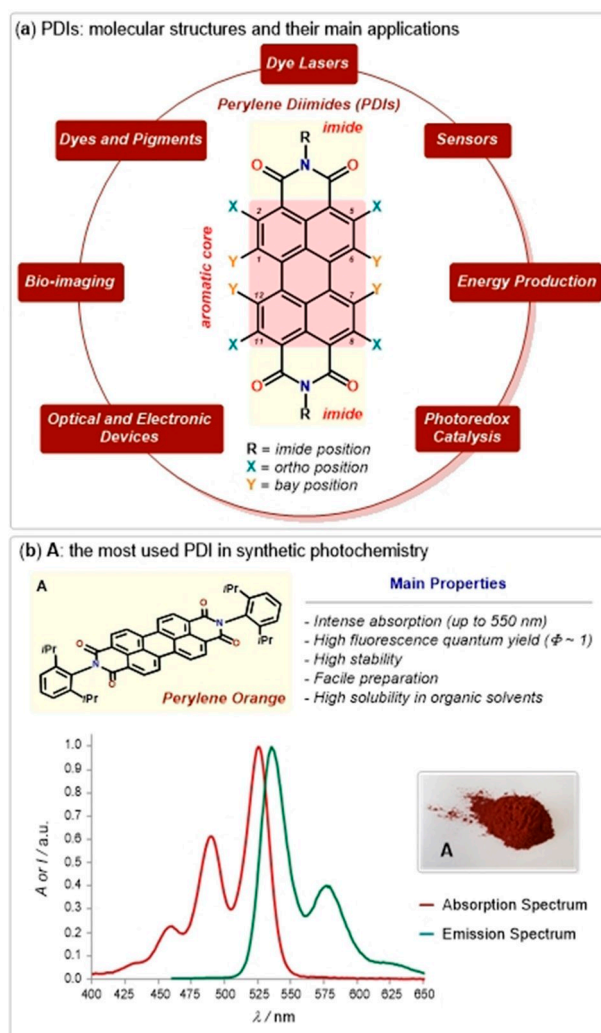 (a) PDIs: molecular structures and their main applications
Dye Lasers
Perylene Diimides (PDIs)
Dyes and Pigments
imide
Sensors
R
O N O
X 2 5 X
Y 1 6 Y
Bio-imaging
aromatic core
Energy Production
Y 12 7 Y
X 11 8 X
O N O
R
imide
Optical and Electronic
Devices
Photoredox
Catalysis
R = imide position
X = ortho position
Y = bay position
(b) A: the most used PDI in synthetic photochemistry
A
iPr
O O
N
iPr
iPr
N
O O
iPr
Perylene Orange
Main Properties
- Intense absorption (up to 550 nm)
- High fluorescence quantum yield (Φ ~ 1)
- High stability
- Facile preparation
- High solubility in organic solvents
A or I / a.u.
1.0
0.9
0.8
0.7
0.6
0.5
0.4
0.3
0.2
0.1
0.0
400 425 450 475 500 525 550 575 600 625 650
λ / nm
A
Absorption Spectrum
Emission Spectrum